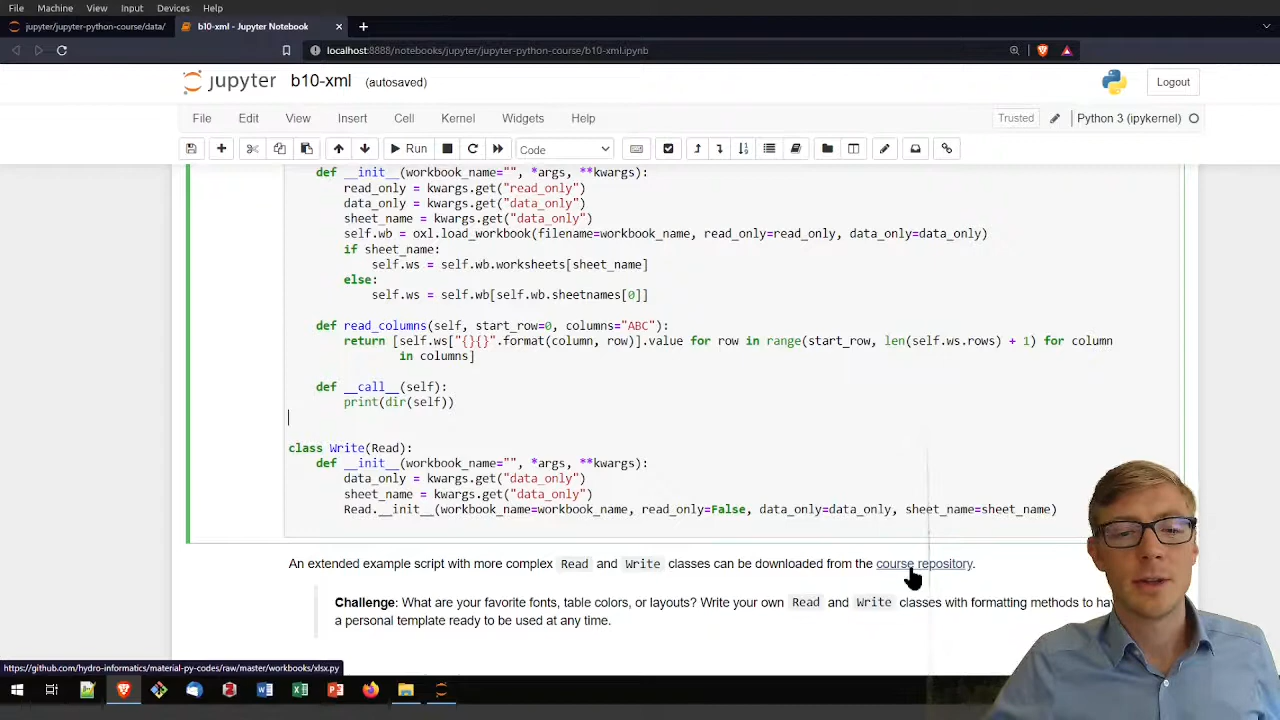 File Machine View Input Devices Help
jupyter/jupyter-python-course/data/ b10-xml - Jupyter Notebook
localhost:8888/notebooks/jupyter/jupyter-python-course/b10-xml.ipynb
jupyter b10-xml (autosaved) Logout
File Edit View Insert Cell Kernel Widgets Help Trusted Python 3 (ipykernel)
Run Code
def __init__(workbook_name="", *args, **kwargs):
read_only = kwargs.get("read_only")
data_only = kwargs.get("data_only")
sheet_name = kwargs.get("data_only")
self.wb = oxl.load_workbook(filename=workbook_name, read_only=read_only, data_only=data_only)
if sheet_name:
self.ws = self.wb.worksheets[sheet_name]
else:
self.ws = self.wb[self.wb.sheetnames[0]]
def read_columns(self, start_row=0, columns="ABC"):
return [self.ws["{}{}".format(column, row)].value for row in range(start_row, len(self.ws.rows) + 1) for column
in columns]
def __call__(self):
print(dir(self))
class Write(Read):
def __init__(workbook_name="", *args, **kwargs):
data_only = kwargs.get("data_only")
sheet_name = kwargs.get("data_only")
Read.__init__(workbook_name=workbook_name, read_only=False, data_only=data_only, sheet_name=sheet_name)
An extended example script with more complex Read and Write classes can be downloaded from the course repository.
Challenge: What are your favorite fonts, table colors, or layouts? Write your own Read and Write classes with formatting methods to ha
a personal template ready to be used at any time.
https://github.com/hydro-informatics/material-py-codes/raw/master/workbooks/xlsx.py